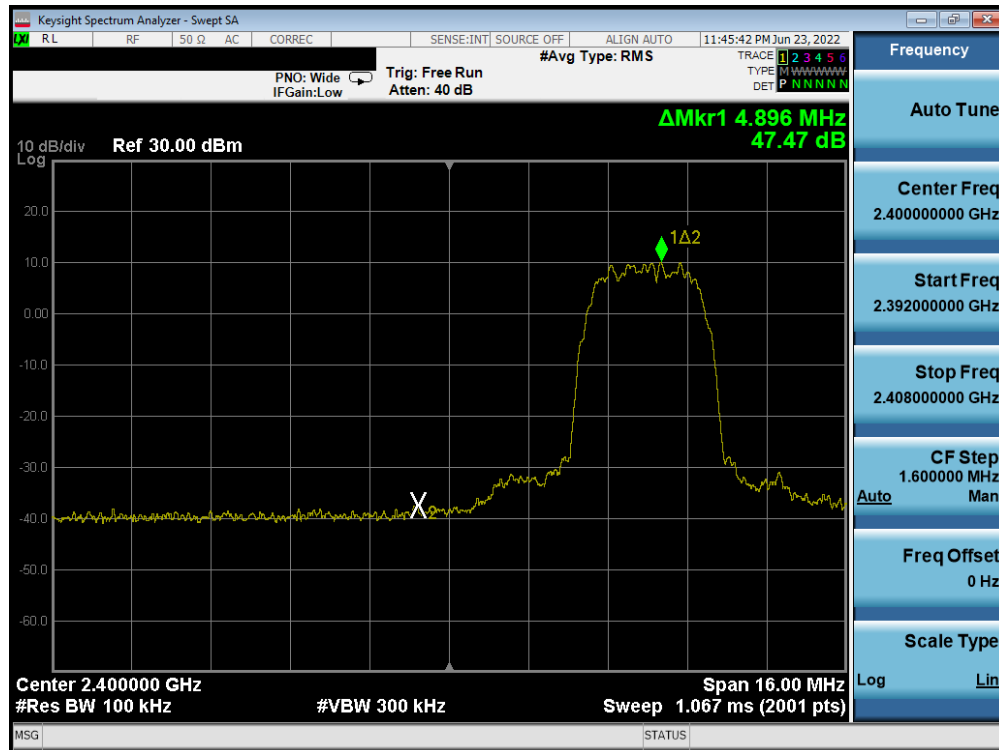 Keysight Spectrum Analyzer - Swept SA
LXI RL RF 50 Ω AC CORREC SENSE:INT SOURCE OFF ALIGN AUTO 11:45:42 PM Jun 23, 2022
#Avg Type: RMS
TRACE 1 2 3 4 5 6
PNO: Wide Trig: Free Run TYPE M WWWWW
IFGain:Low Atten: 40 dB DET P N N N N N
ΔMkr1 4.896 MHz
47.47 dB
10 dB/div Ref 30.00 dBm
Log
20.0
1Δ2
10.0
0.00
-10.0
-20.0
-30.0
-40.0
X2
-50.0
-60.0
Center 2.400000 GHz Span 16.00 MHz
#Res BW 100 kHz #VBW 300 kHz Sweep 1.067 ms (2001 pts)
MSG STATUS
Frequency
Auto Tune
Center Freq
2.400000000 GHz
Start Freq
2.392000000 GHz
Stop Freq
2.408000000 GHz
CF Step
1.600000 MHz
Auto Man
Freq Offset
0 Hz
Scale Type
Log Lin